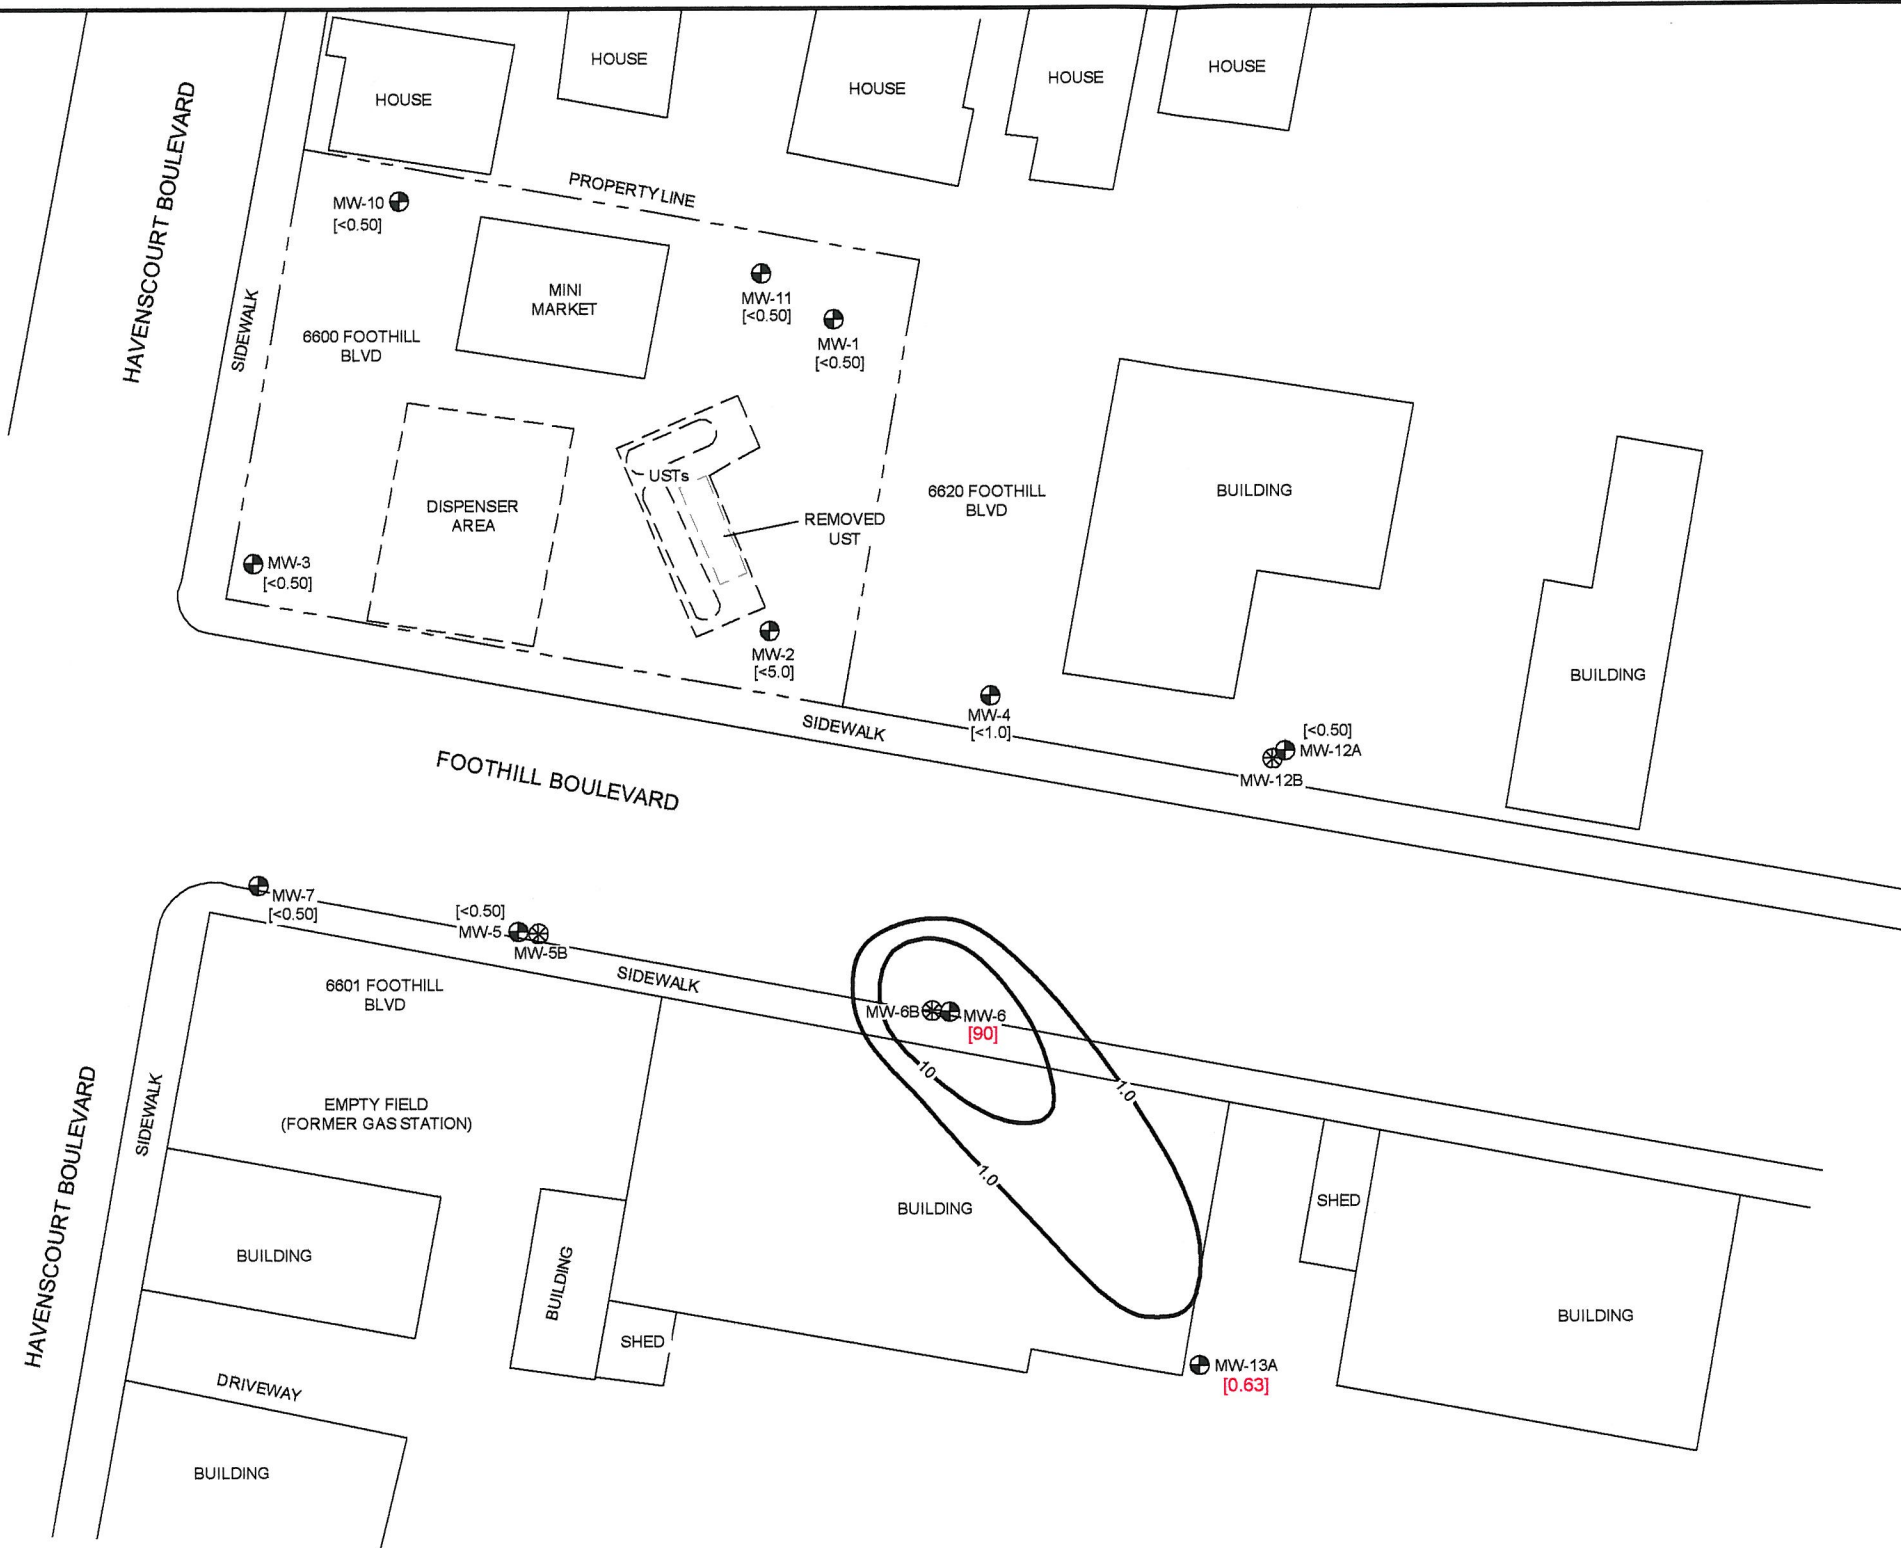 HOUSE
HOUSE
HOUSE
HOUSE
HOUSE
HAVENSCOURT BOULEVARD
SIDEWALK
PROPERTY LINE
MW-10
[<0.50]
MINI
MARKET
MW-11
[<0.50]
MW-1
[<0.50]
6600 FOOTHILL
BLVD
DISPENSER
AREA
USTs
REMOVED
UST
6620 FOOTHILL
BLVD
BUILDING
BUILDING
MW-3
[<0.50]
MW-2
[<5.0]
MW-4
[<1.0]
SIDEWALK
[<0.50]
MW-12A
MW-12B
FOOTHILL BOULEVARD
MW-7
[<0.50]
[<0.50]
MW-5
MW-5B
SIDEWALK
6601 FOOTHILL
BLVD
MW-6B
MW-6
[90]
10
1.0
1.0
HAVENSCOURT BOULEVARD
SIDEWALK
EMPTY FIELD
(FORMER GAS STATION)
BUILDING
BUILDING
BUILDING
SHED
SHED
BUILDING
MW-13A
[0.63]
DRIVEWAY
BUILDING